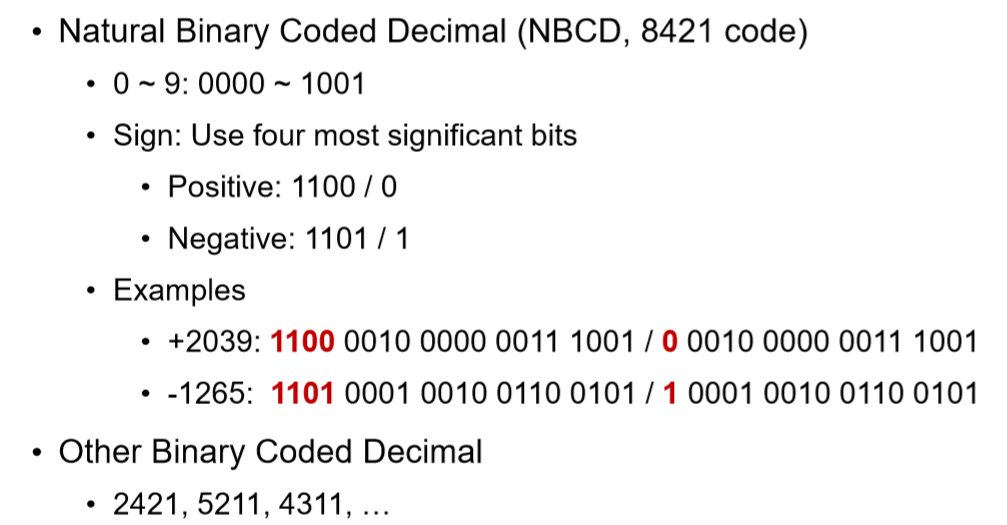 • Natural Binary Coded Decimal (NBCD, 8421 code)
• 0 ~ 9: 0000 ~ 1001
• Sign: Use four most significant bits
• Positive: 1100 / 0
• Negative: 1101 / 1
• Examples
• +2039: 1100 0010 0000 0011 1001 / 0 0010 0000 0011 1001
• -1265: 1101 0001 0010 0110 0101 / 1 0001 0010 0110 0101
• Other Binary Coded Decimal
• 2421, 5211, 4311, …